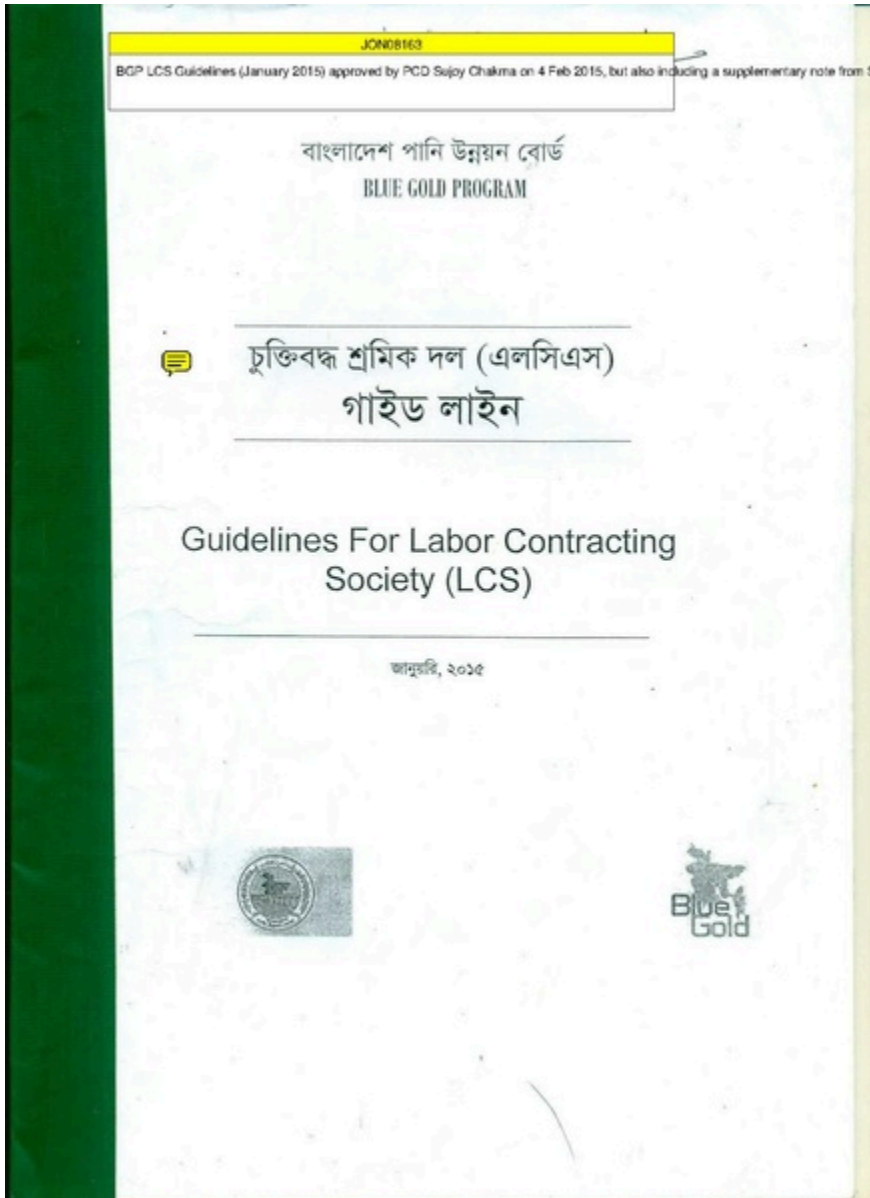 JON08163
BGP LCS Guidelines (January 2015) approved by PCD Sujoy Chakma on 4 Feb 2015, but also including a supplementary note from
বাংলাদেশ পানি উন্নয়ন বোর্ড
BLUE GOLD PROGRAM
চুক্তিবদ্ধ শ্রমিক দল (এলসিএস)
গাইড লাইন
Guidelines For Labor Contracting
Society (LCS)
জানুয়ারি, ২০১৫
Blue
Gold